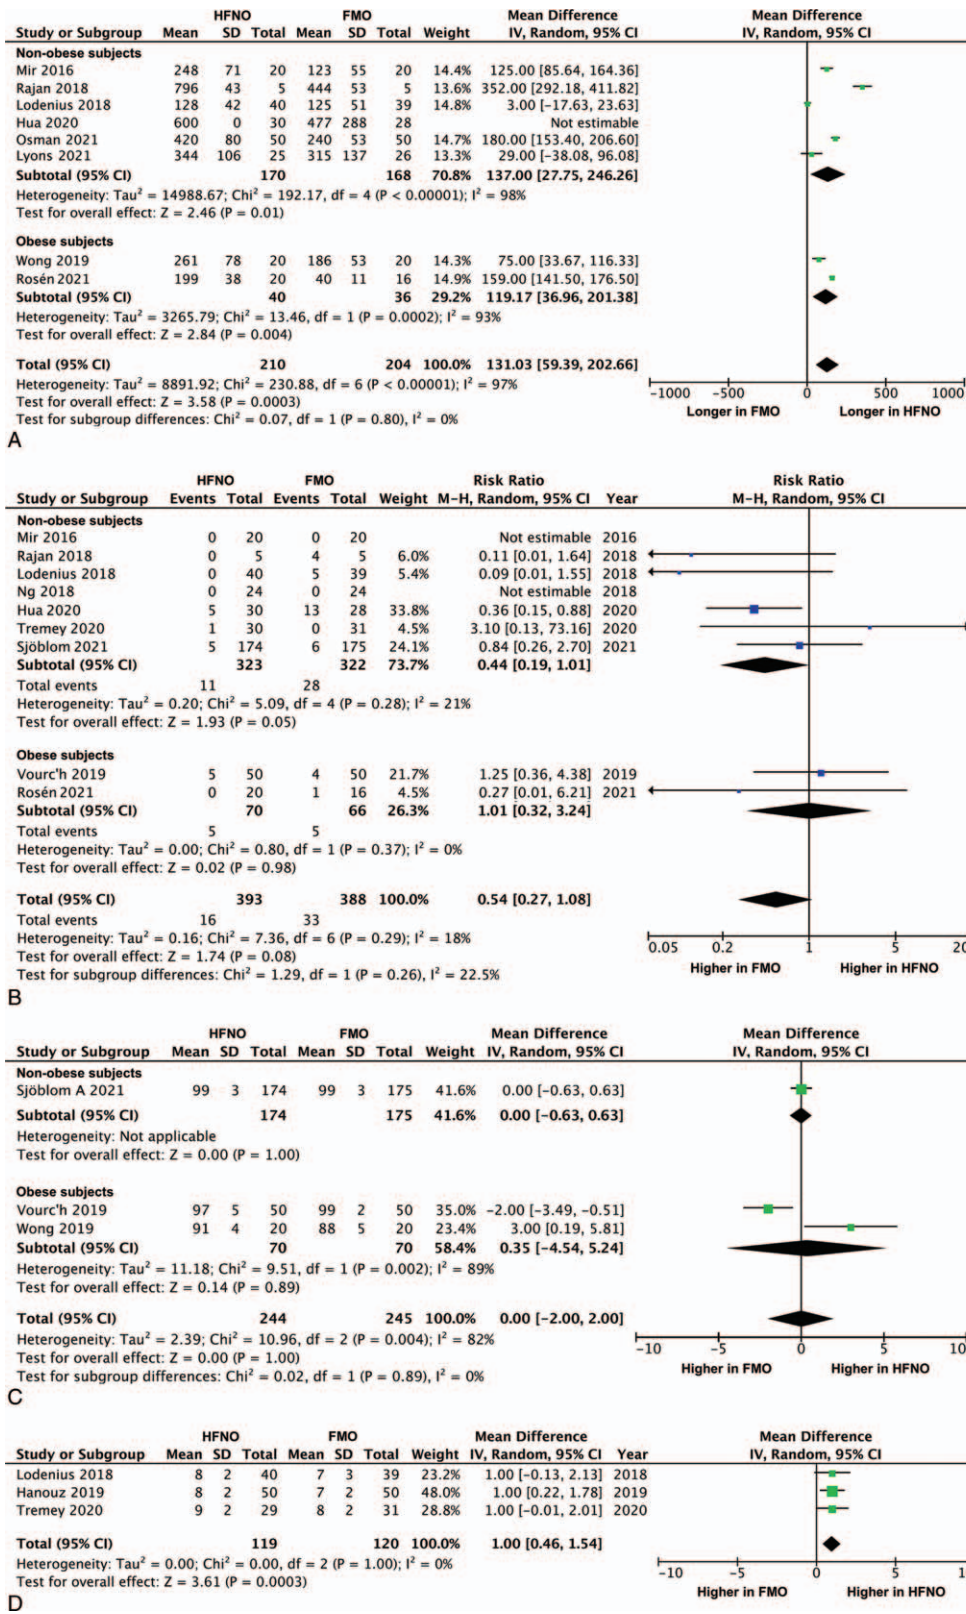 HFNO FMO Mean Difference Mean Difference
Study or Subgroup Mean SD Total Mean SD Total Weight IV, Random, 95% CI IV, Random, 95% CI
Non-obese subjects
Mir 2016 248 71 20 123 55 20 14.4% 125.00 [85.64, 164.36]
Rajan 2018 796 43 5 444 53 5 13.6% 352.00 [292.18, 411.82]
Lodenius 2018 128 42 40 125 51 39 14.8% 3.00 [-17.63, 23.63]
Hua 2020 600 0 30 477 288 28 Not estimable
Osman 2021 420 80 50 240 53 50 14.7% 180.00 [153.40, 206.60]
Lyons 2021 344 106 25 315 137 26 13.3% 29.00 [-38.08, 96.08]
Subtotal (95% CI) 170 168 70.8% 137.00 [27.75, 246.26]
Heterogeneity: Tau² = 14988.67; Chi² = 192.17, df = 4 (P < 0.00001); I² = 98%
Test for overall effect: Z = 2.46 (P = 0.01)
Obese subjects
Wong 2019 261 78 20 186 53 20 14.3% 75.00 [33.67, 116.33]
Rosén 2021 199 38 20 40 11 16 14.9% 159.00 [141.50, 176.50]
Subtotal (95% CI) 40 36 29.2% 119.17 [36.96, 201.38]
Heterogeneity: Tau² = 3265.79; Chi² = 13.46, df = 1 (P = 0.0002); I² = 93%
Test for overall effect: Z = 2.84 (P = 0.004)
Total (95% CI) 210 204 100.0% 131.03 [59.39, 202.66]
Heterogeneity: Tau² = 8891.92; Chi² = 230.88, df = 6 (P < 0.00001); I² = 97%
Test for overall effect: Z = 3.58 (P = 0.0003)
Test for subgroup differences: Chi² = 0.07, df = 1 (P = 0.80), I² = 0%
-1000 -500 0 500 1000
Longer in FMO Longer in HFNO
A
HFNO FMO Risk Ratio Risk Ratio
Study or Subgroup Events Total Events Total Weight M-H, Random, 95% CI Year M-H, Random, 95% CI
Non-obese subjects
Mir 2016 0 20 0 20 Not estimable 2016
Rajan 2018 0 5 4 5 6.0% 0.11 [0.01, 1.64] 2018
Lodenius 2018 0 40 5 39 5.4% 0.09 [0.01, 1.55] 2018
Ng 2018 0 24 0 24 Not estimable 2018
Hua 2020 5 30 13 28 33.8% 0.36 [0.15, 0.88] 2020
Tremey 2020 1 30 0 31 4.5% 3.10 [0.13, 73.16] 2020
Sjöblom 2021 5 174 6 175 24.1% 0.84 [0.26, 2.70] 2021
Subtotal (95% CI) 323 322 73.7% 0.44 [0.19, 1.01]
Total events 11 28
Heterogeneity: Tau² = 0.20; Chi² = 5.09, df = 4 (P = 0.28); I² = 21%
Test for overall effect: Z = 1.93 (P = 0.05)
Obese subjects
Vourc'h 2019 5 50 4 50 21.7% 1.25 [0.36, 4.38] 2019
Rosén 2021 0 20 1 16 4.5% 0.27 [0.01, 6.21] 2021
Subtotal (95% CI) 70 66 26.3% 1.01 [0.32, 3.24]
Total events 5 5
Heterogeneity: Tau² = 0.00; Chi² = 0.80, df = 1 (P = 0.37); I² = 0%
Test for overall effect: Z = 0.02 (P = 0.98)
Total (95% CI) 393 388 100.0% 0.54 [0.27, 1.08]
Total events 16 33
Heterogeneity: Tau² = 0.16; Chi² = 7.36, df = 6 (P = 0.29); I² = 18%
Test for overall effect: Z = 1.74 (P = 0.08)
Test for subgroup differences: Chi² = 1.29, df = 1 (P = 0.26), I² = 22.5%
0.05 0.2 1 5 20
Higher in FMO Higher in HFNO
B
HFNO FMO Mean Difference Mean Difference
Study or Subgroup Mean SD Total Mean SD Total Weight IV, Random, 95% CI IV, Random, 95% CI
Non-obese subjects
Sjöblom A 2021 99 3 174 99 3 175 41.6% 0.00 [-0.63, 0.63]
Subtotal (95% CI) 174 175 41.6% 0.00 [-0.63, 0.63]
Heterogeneity: Not applicable
Test for overall effect: Z = 0.00 (P = 1.00)
Obese subjects
Vourc'h 2019 97 5 50 99 2 50 35.0% -2.00 [-3.49, -0.51]
Wong 2019 91 4 20 88 5 20 23.4% 3.00 [0.19, 5.81]
Subtotal (95% CI) 70 70 58.4% 0.35 [-4.54, 5.24]
Heterogeneity: Tau² = 11.18; Chi² = 9.51, df = 1 (P = 0.002); I² = 89%
Test for overall effect: Z = 0.14 (P = 0.89)
Total (95% CI) 244 245 100.0% 0.00 [-2.00, 2.00]
Heterogeneity: Tau² = 2.39; Chi² = 10.96, df = 2 (P = 0.004); I² = 82%
Test for overall effect: Z = 0.00 (P = 1.00)
Test for subgroup differences: Chi² = 0.02, df = 1 (P = 0.89), I² = 0%
-10 -5 0 5 10
Higher in FMO Higher in HFNO
C
HFNO FMO Mean Difference Mean Difference
Study or Subgroup Mean SD Total Mean SD Total Weight IV, Random, 95% CI Year IV, Random, 95% CI
Lodenius 2018 8 2 40 7 3 39 23.2% 1.00 [-0.13, 2.13] 2018
Hanouz 2019 8 2 50 7 2 50 48.0% 1.00 [0.22, 1.78] 2019
Tremey 2020 9 2 29 8 2 31 28.8% 1.00 [-0.01, 2.01] 2020
Total (95% CI) 119 120 100.0% 1.00 [0.46, 1.54]
Heterogeneity: Tau² = 0.00; Chi² = 0.00, df = 2 (P = 1.00); I² = 0%
Test for overall effect: Z = 3.61 (P = 0.0003)
-10 -5 0 5 10
Higher in FMO Higher in HFNO
D